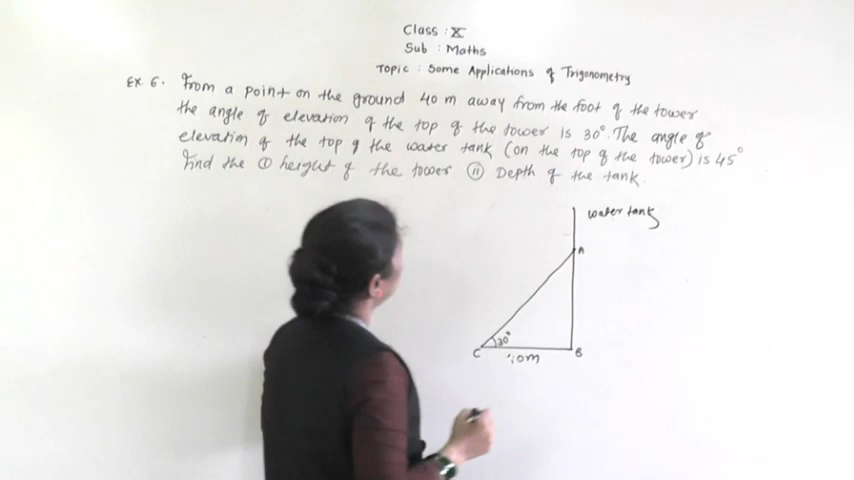 Class : X
Sub : Maths
Topic : Some Applications of Trigonometry
Ex 6. From a point on the ground 40 m away from the foot of the tower
the angle of elevation of the top of the tower is 30°. The angle of
elevation of the top of the water tank (on the top of the tower) is 45°
Find the ① height of the tower ⑪ Depth of the tank.
water tank
A
30°
C
B